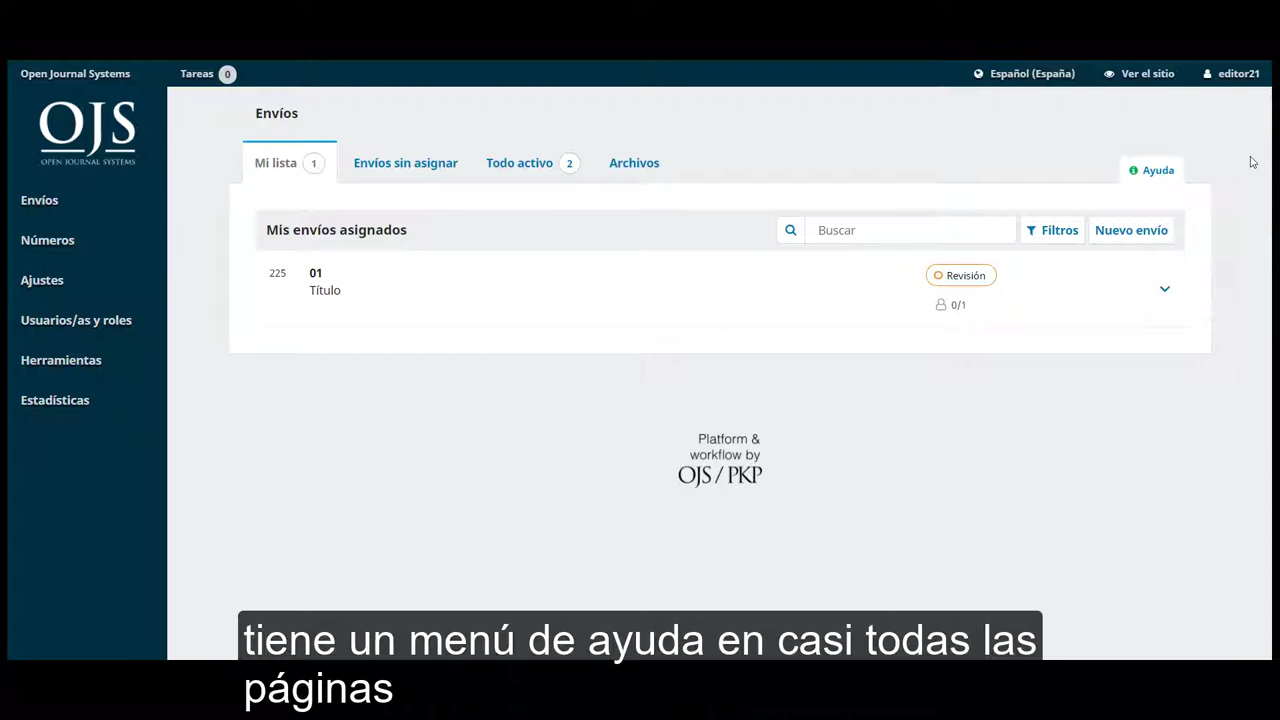 Open Journal Systems
Tareas 0
Español (España)
Ver el sitio
editor21
OJS
OPEN JOURNAL SYSTEMS
Envíos
Números
Ajustes
Usuarios/as y roles
Herramientas
Estadísticas
Envíos
Mi lista 1
Envíos sin asignar
Todo activo 2
Archivos
Ayuda
Mis envíos asignados
Buscar
Filtros
Nuevo envío
225
01
Título
Revisión
0/1
Platform &
workflow by
OJS / PKP
tiene un menú de ayuda en casi todas las
páginas